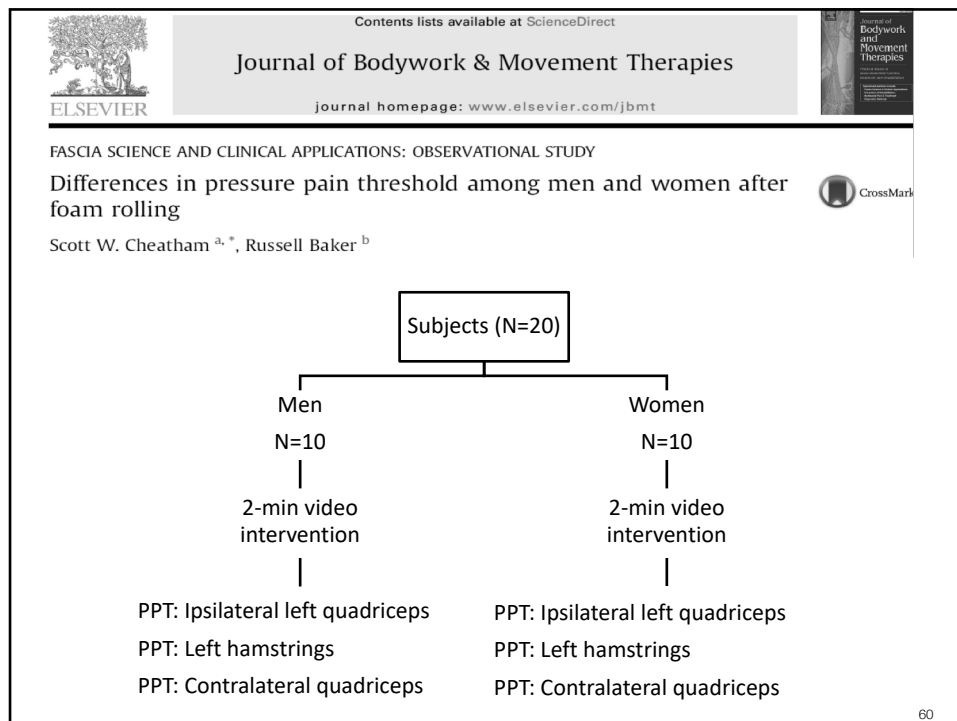 Contents lists available at ScienceDirect
Journal of Bodywork & Movement Therapies
journal homepage: www.elsevier.com/jbmt
ELSEVIER
Journal of
Bodywork
and
Movement
Therapies
FASCIA SCIENCE AND CLINICAL APPLICATIONS: OBSERVATIONAL STUDY
Differences in pressure pain threshold among men and women after
foam rolling
CrossMark
Scott W. Cheatham a, *, Russell Baker b
Subjects (N=20)
Men
N=10
2-min video
intervention
PPT: Ipsilateral left quadriceps
PPT: Left hamstrings
PPT: Contralateral quadriceps
Women
N=10
2-min video
intervention
PPT: Ipsilateral left quadriceps
PPT: Left hamstrings
PPT: Contralateral quadriceps
60